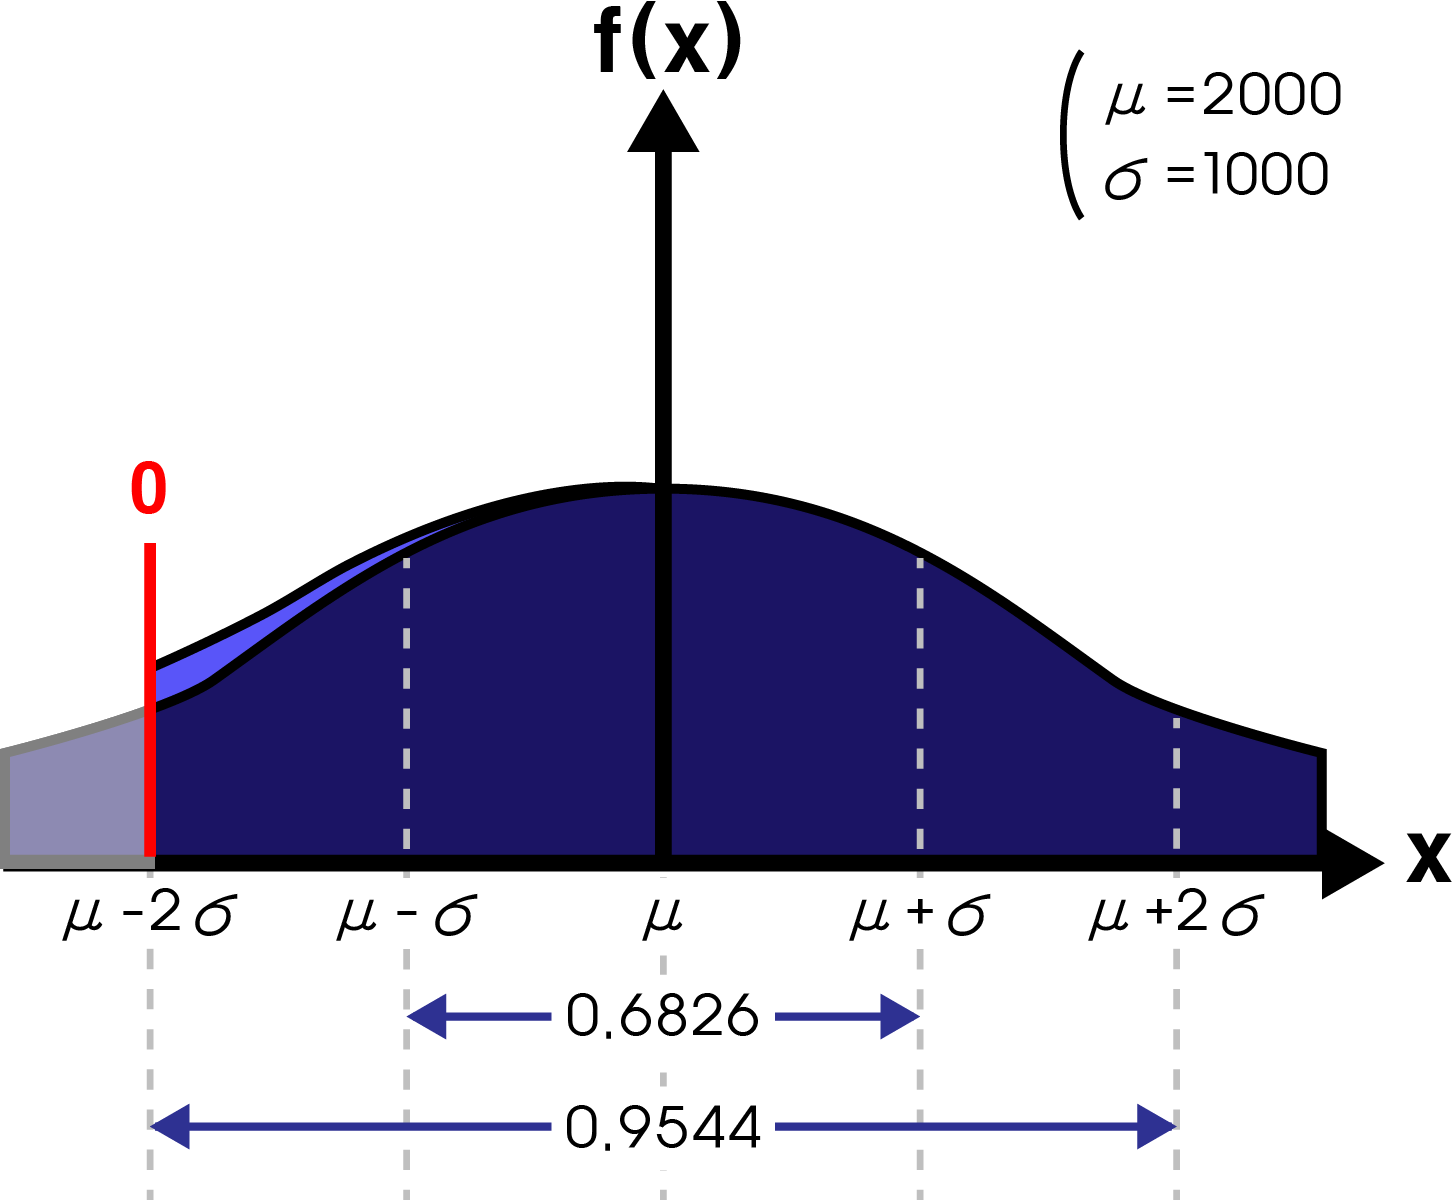 f(x)
μ =2000
σ =1000
0
x
μ -2σ μ -σ μ μ +σ μ +2σ
0.6826
0.9544